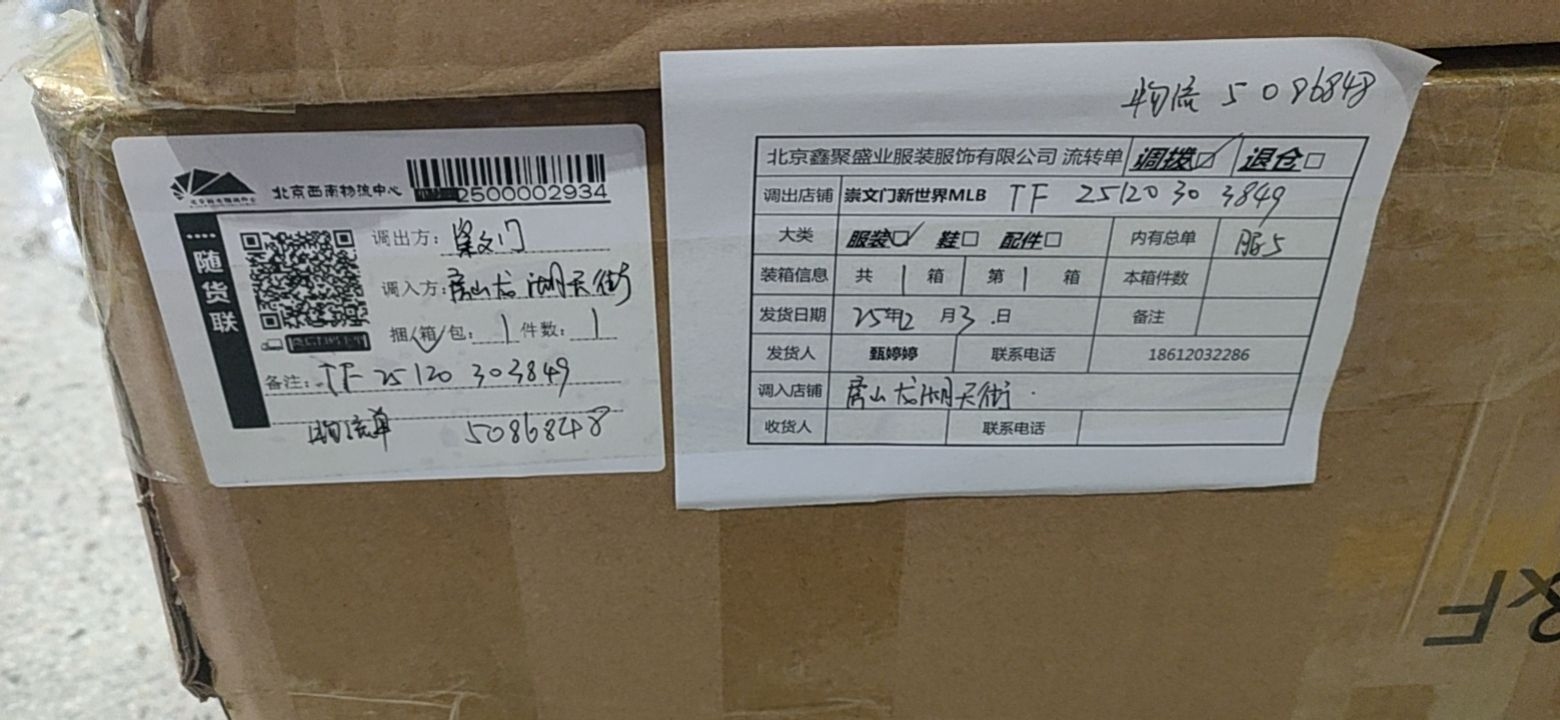 北京西南物流中心
2500002934
随货联
调出方：崇文门
调入方：房山龙湖天街
捆/箱/包：1 件数：1
备注：TF 25120 303849
物流单 5086848
物流 5086848
北京鑫聚盛业服装服饰有限公司 流转单 调拨☑ 退仓□
调出店铺 崇文门新世界MLB TF 25120 30 3849
大类 服装☑ 鞋□ 配件□ 内有总单 服5
装箱信息 共 1 箱 第 1 箱 本箱件数
发货日期 25年12月3日 备注
发货人 甄婷婷 联系电话 18612032286
调入店铺 房山龙湖天街
收货人 联系电话
&F